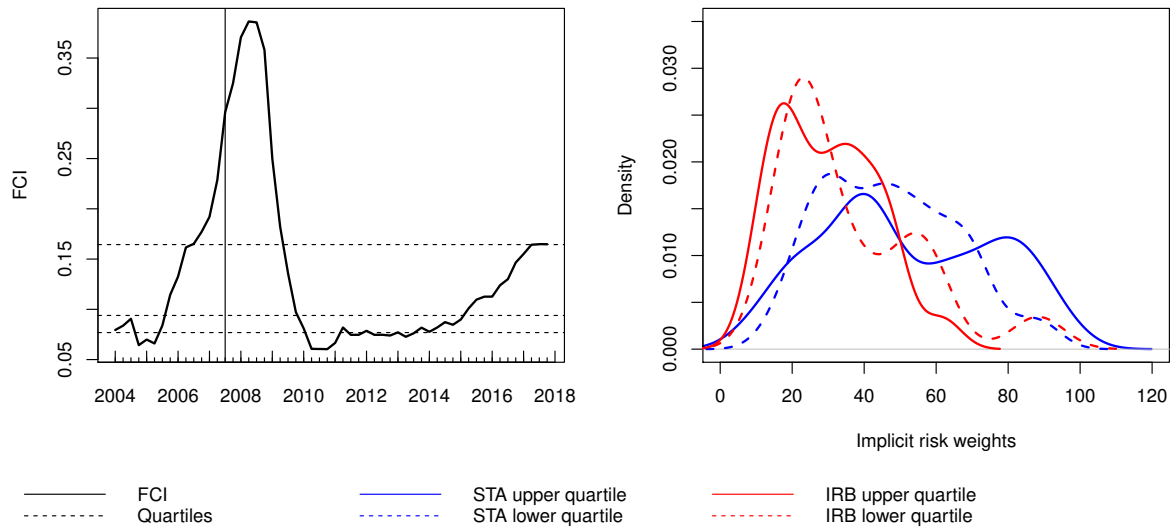 FCI
0.05
0.15
0.25
0.35
2004 2006 2008 2010 2012 2014 2016 2018
Density
0.000
0.010
0.020
0.030
0 20 40 60 80 100 120
Implicit risk weights
FCI
Quartiles
STA upper quartile
STA lower quartile
IRB upper quartile
IRB lower quartile